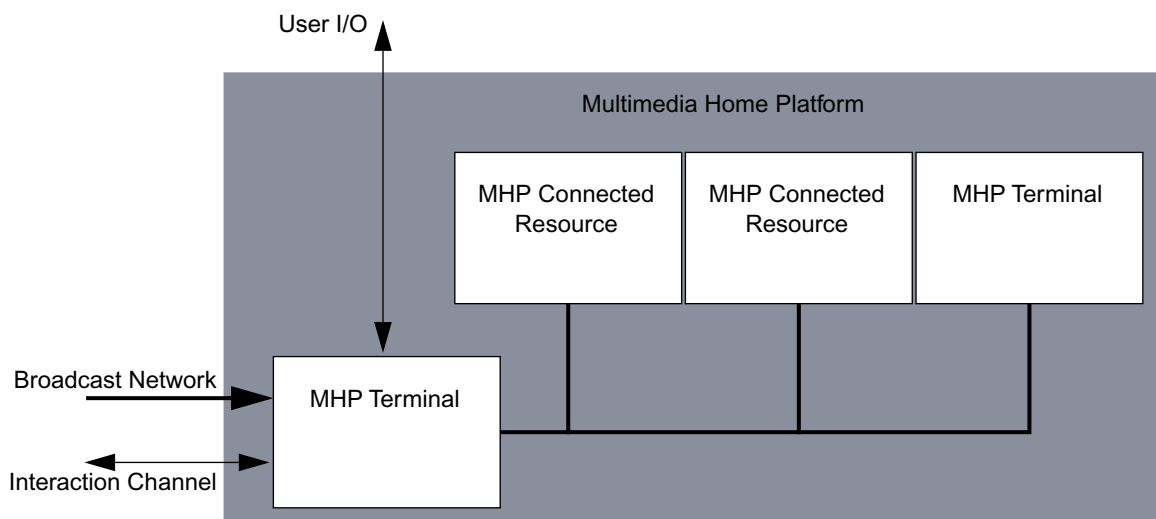 User I/O
Multimedia Home Platform
MHP Connected
Resource
MHP Connected
Resource
MHP Terminal
Broadcast Network
MHP Terminal
Interaction Channel